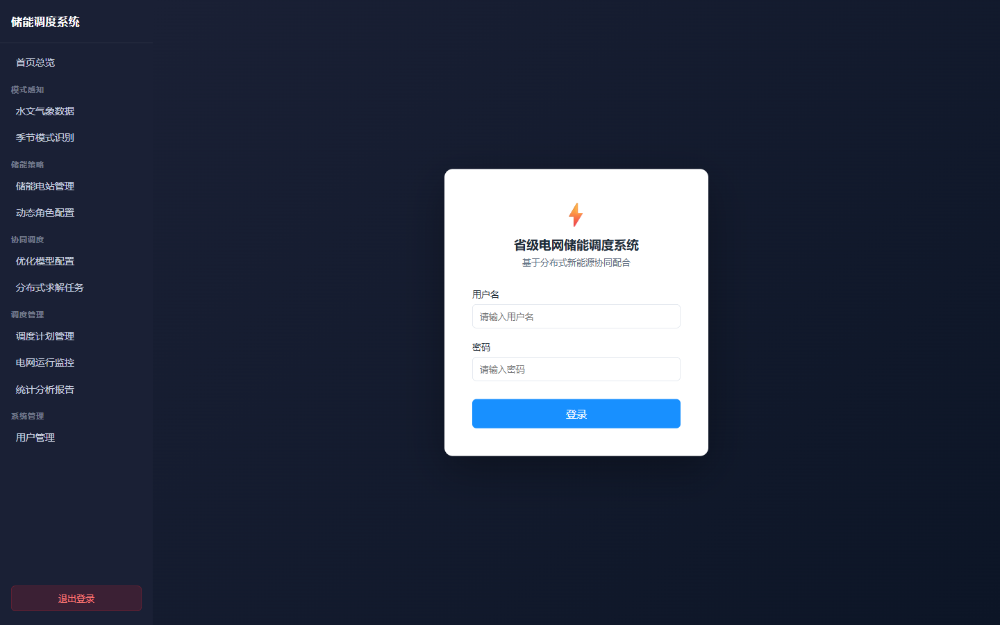 储能调度系统
首页总览
模式感知
水文气象数据
季节模式识别
储能策略
储能电站管理
动态角色配置
协同调度
优化模型配置
分布式求解任务
调度管理
调度计划管理
电网运行监控
统计分析报告
系统管理
用户管理
退出登录
省级电网储能调度系统
基于分布式新能源协同配合
用户名
请输入用户名
密码
请输入密码
登录